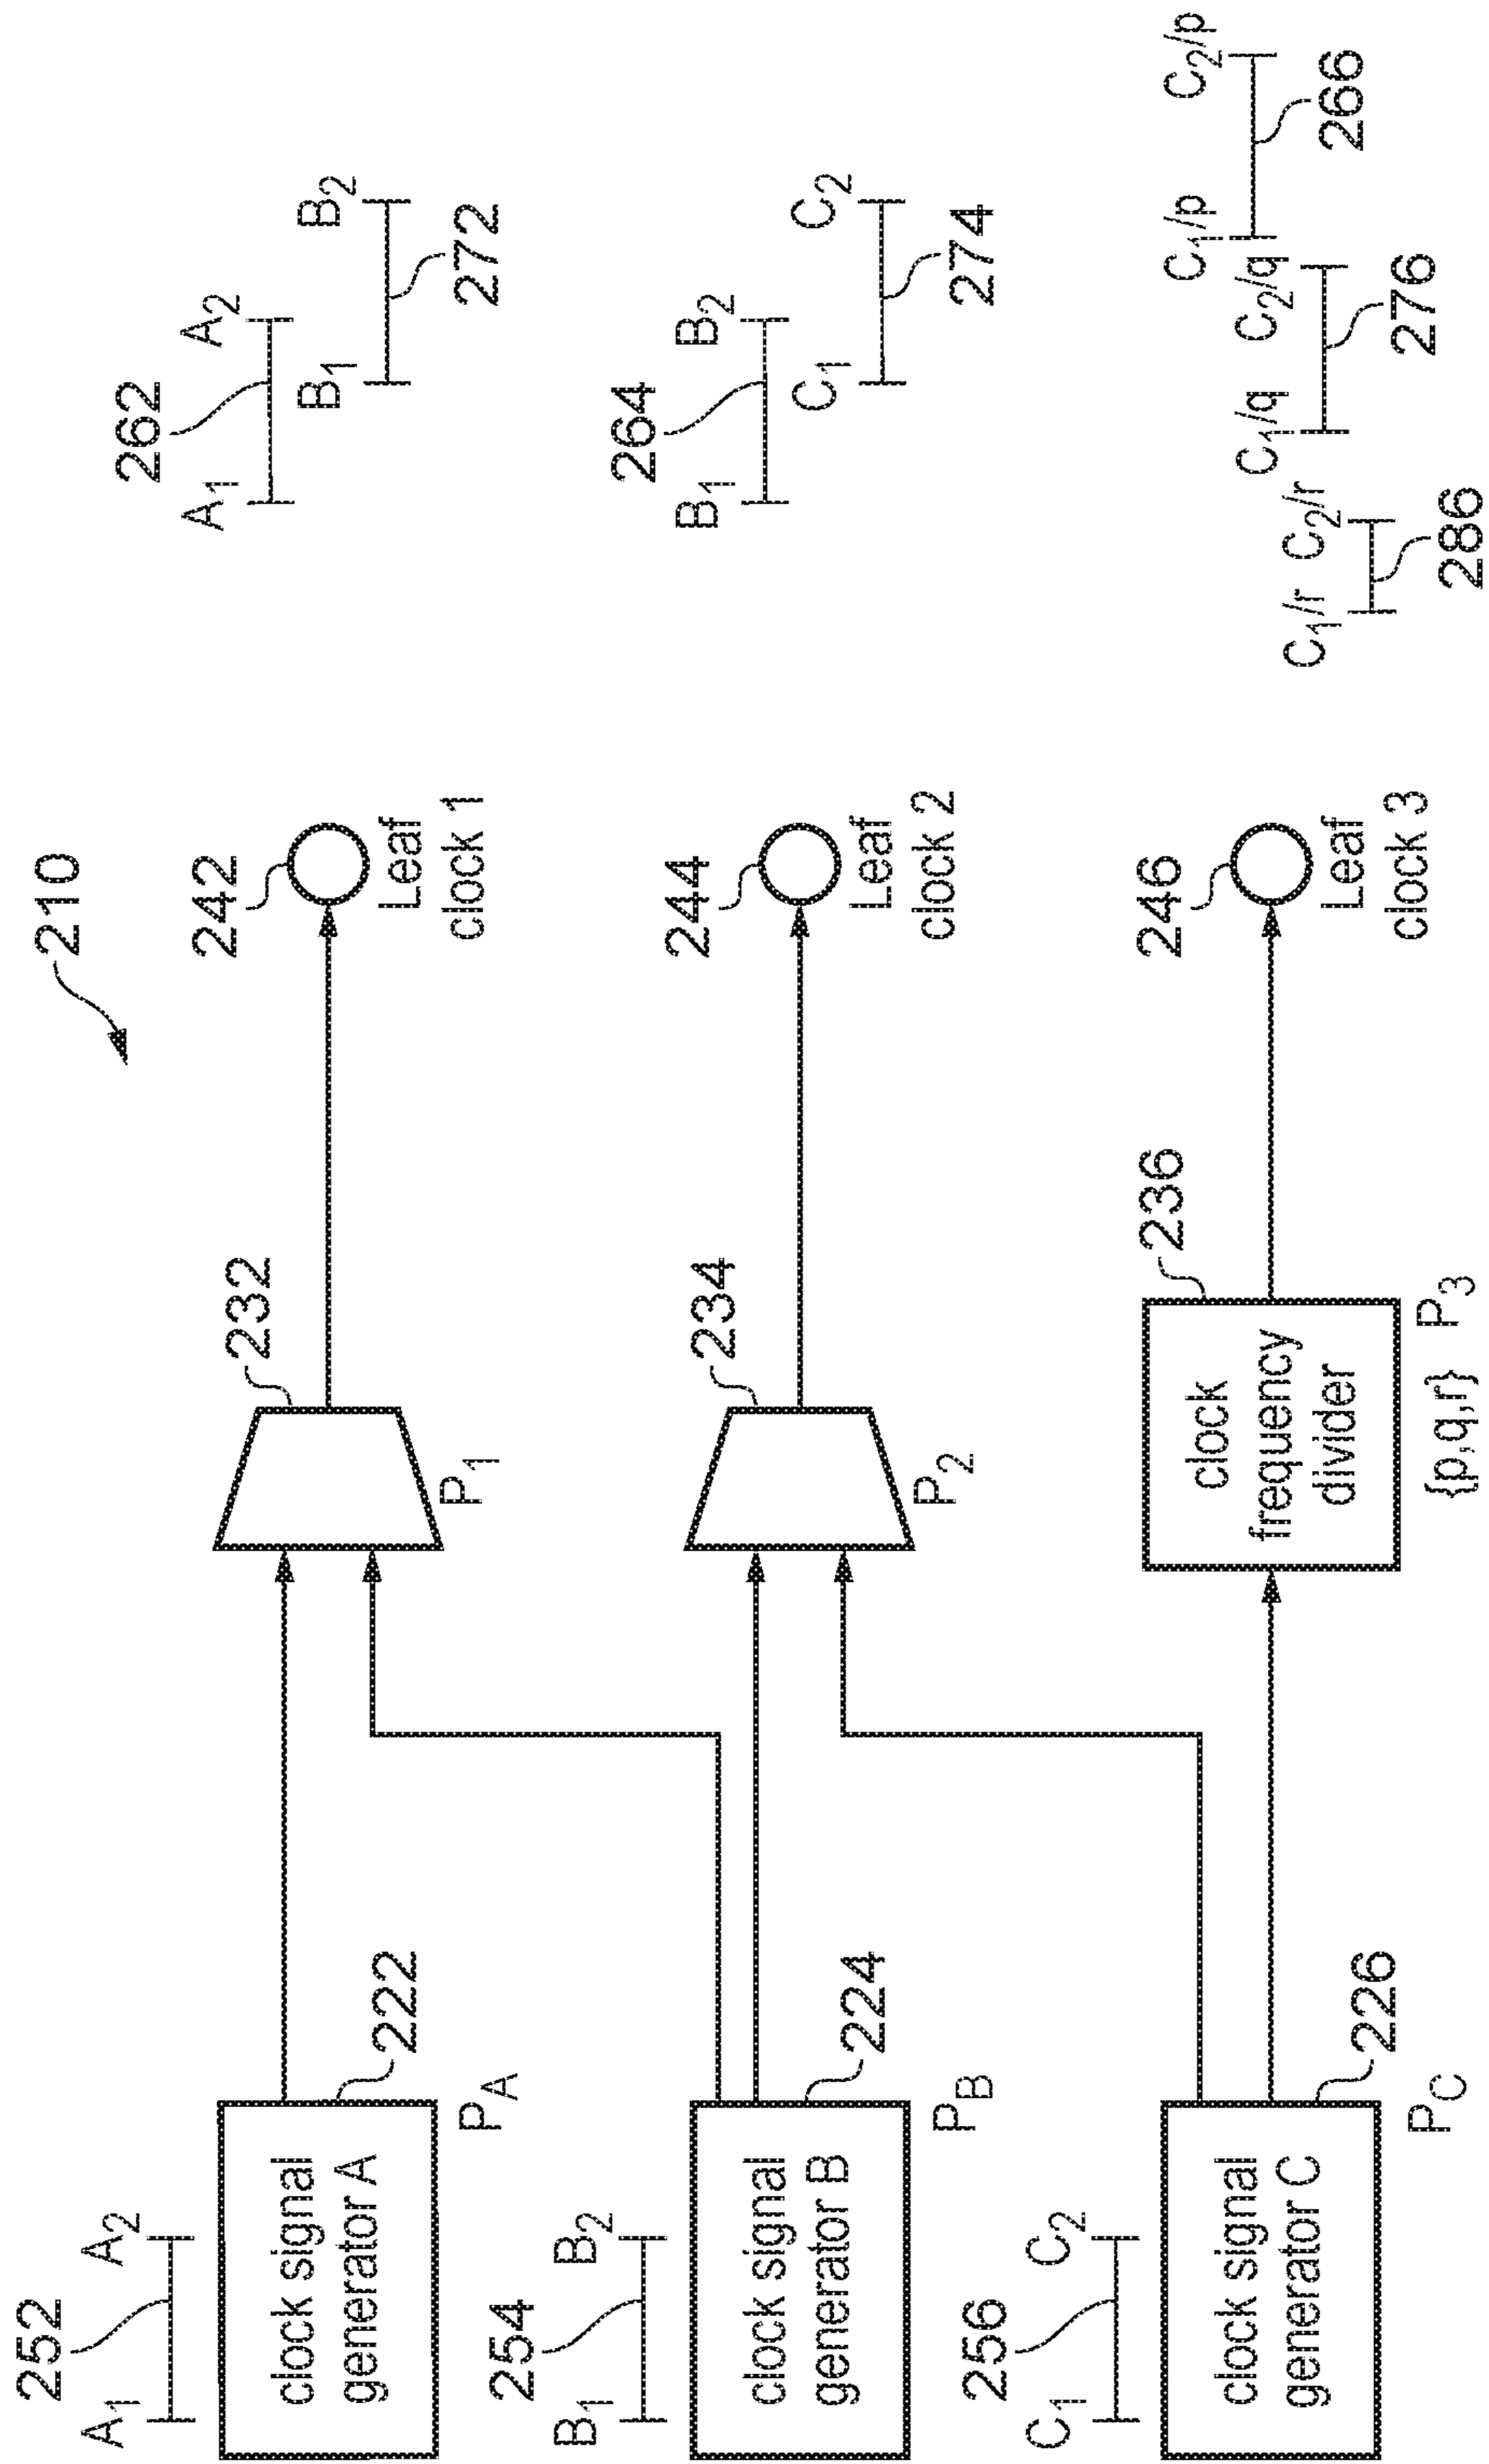 210
252
A1 A2
clock signal
generator A
222
PA
232
P1
242
Leaf
clock 1
262
A1 A2
B1 B2
272
254
B1 B2
clock signal
generator B
224
PB
234
P2
244
Leaf
clock 2
264
B1 B2
C1 C2
274
256
C1 C2
clock signal
generator C
226
PC
236
clock
frequency
divider
{p,q,r} P3
246
Leaf
clock 3
C1/p C2/p
266
C1/q C2/q
276
C1/r C2/r
286